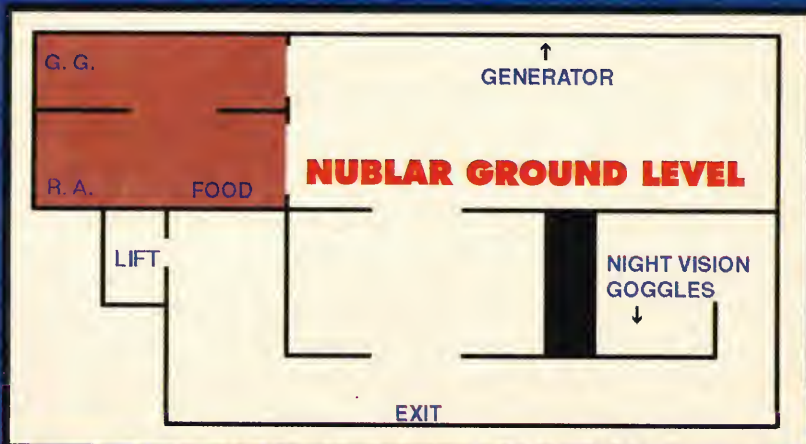 G. G.
↑
GENERATOR
NUBLAR GROUND LEVEL
R. A.
FOOD
LIFT
NIGHT VISION
GOGGLES
↓
EXIT